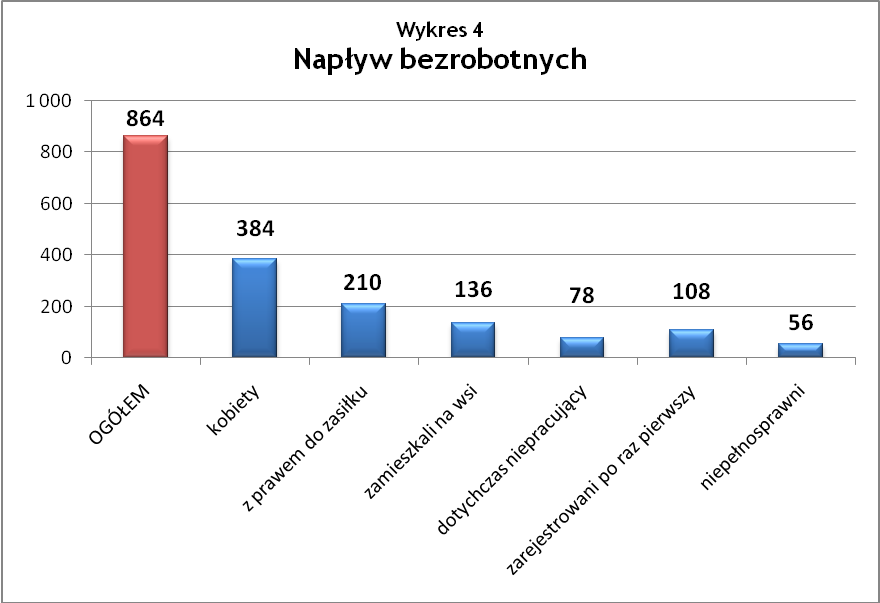 Wykres 4
Napływ bezrobotnych
1 000
800
600
400
200
0
864
384
210
136
78
108
56
OGÓŁEM
kobiety
z prawem do zasiłku
zamieszkali na wsi
dotychczas niepracujący
zarejestrowani po raz pierwszy
niepełnosprawni